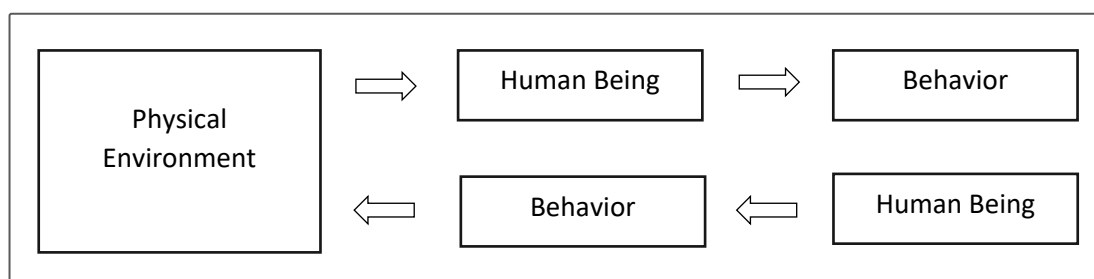 Physical
Environment
Human Being
Behavior
Behavior
Human Being